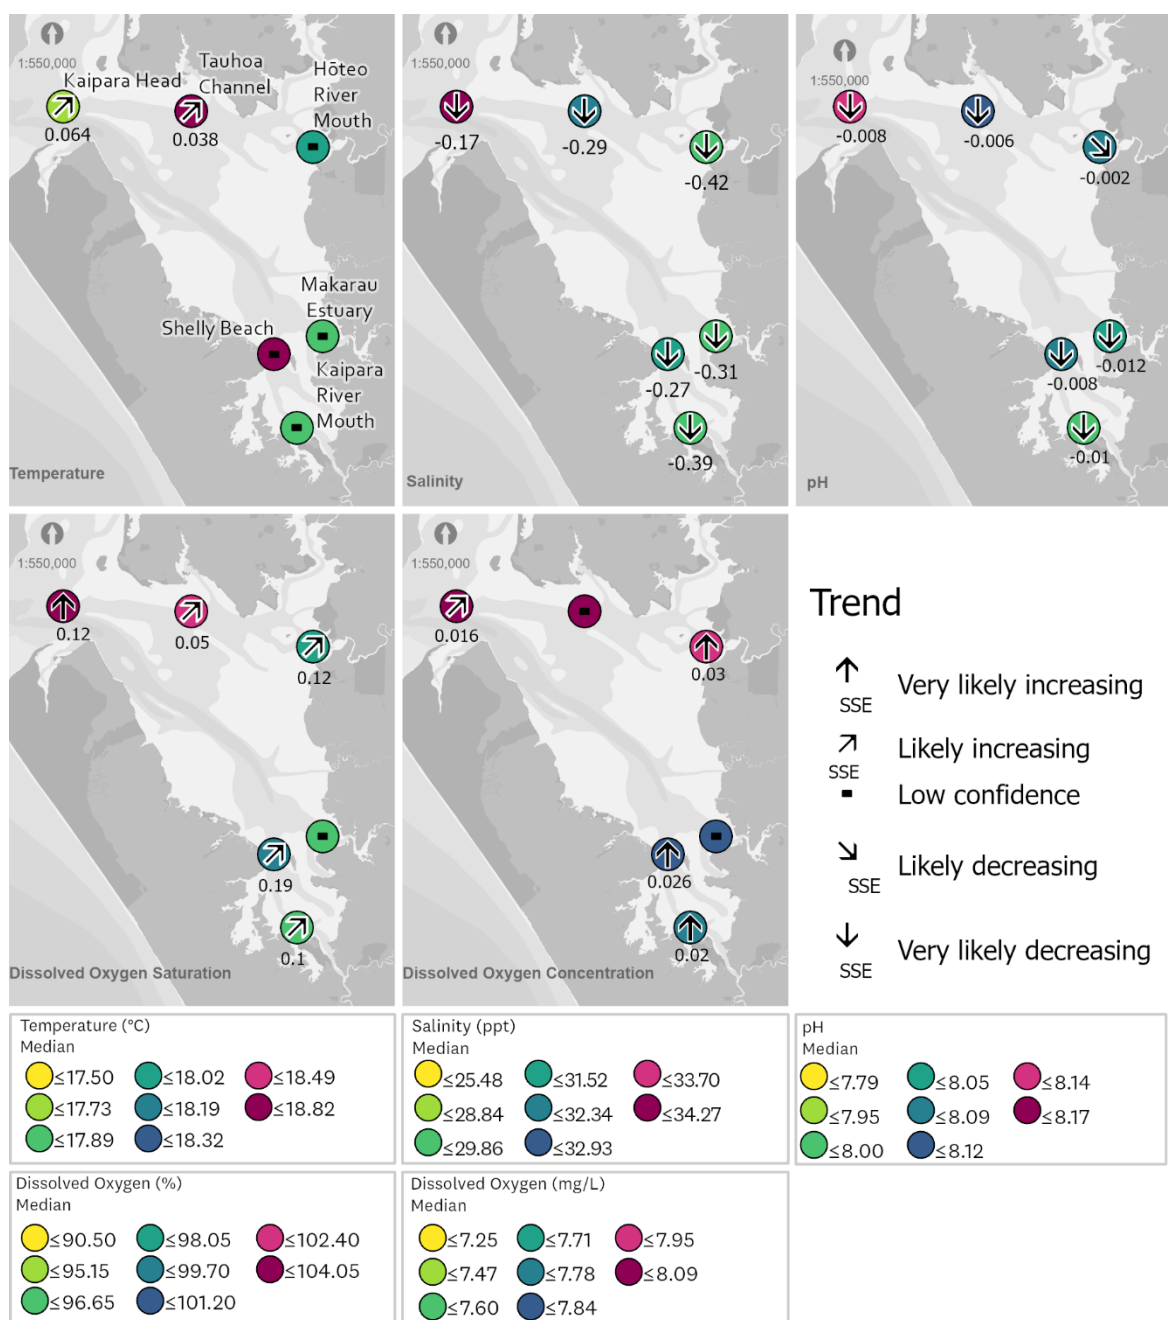 1:550,000
Kaipara Head
Tauhoa
Channel
Hōteo
River
Mouth
0.064
0.038
Makarau
Estuary
Shelly Beach
Kaipara
River
Mouth
Temperature
1:550,000
-0.17
-0.29
-0.42
-0.31
-0.27
-0.39
Salinity
1:550,000
-0.008
-0.006
-0.002
-0.012
-0.008
-0.01
pH
1:550,000
0.12
0.05
0.12
0.19
0.1
Dissolved Oxygen Saturation
1:550,000
0.016
0.03
0.026
0.02
Dissolved Oxygen Concentration
Trend
SSE Very likely increasing
SSE Likely increasing
Low confidence
SSE Likely decreasing
SSE Very likely decreasing
Temperature (°C)
Median
≤17.50 ≤18.02 ≤18.49
≤17.73 ≤18.19 ≤18.82
≤17.89 ≤18.32
Salinity (ppt)
Median
≤25.48 ≤31.52 ≤33.70
≤28.84 ≤32.34 ≤34.27
≤29.86 ≤32.93
pH
Median
≤7.79 ≤8.05 ≤8.14
≤7.95 ≤8.09 ≤8.17
≤8.00 ≤8.12
Dissolved Oxygen (%)
Median
≤90.50 ≤98.05 ≤102.40
≤95.15 ≤99.70 ≤104.05
≤96.65 ≤101.20
Dissolved Oxygen (mg/L)
Median
≤7.25 ≤7.71 ≤7.95
≤7.47 ≤7.78 ≤8.09
≤7.60 ≤7.84